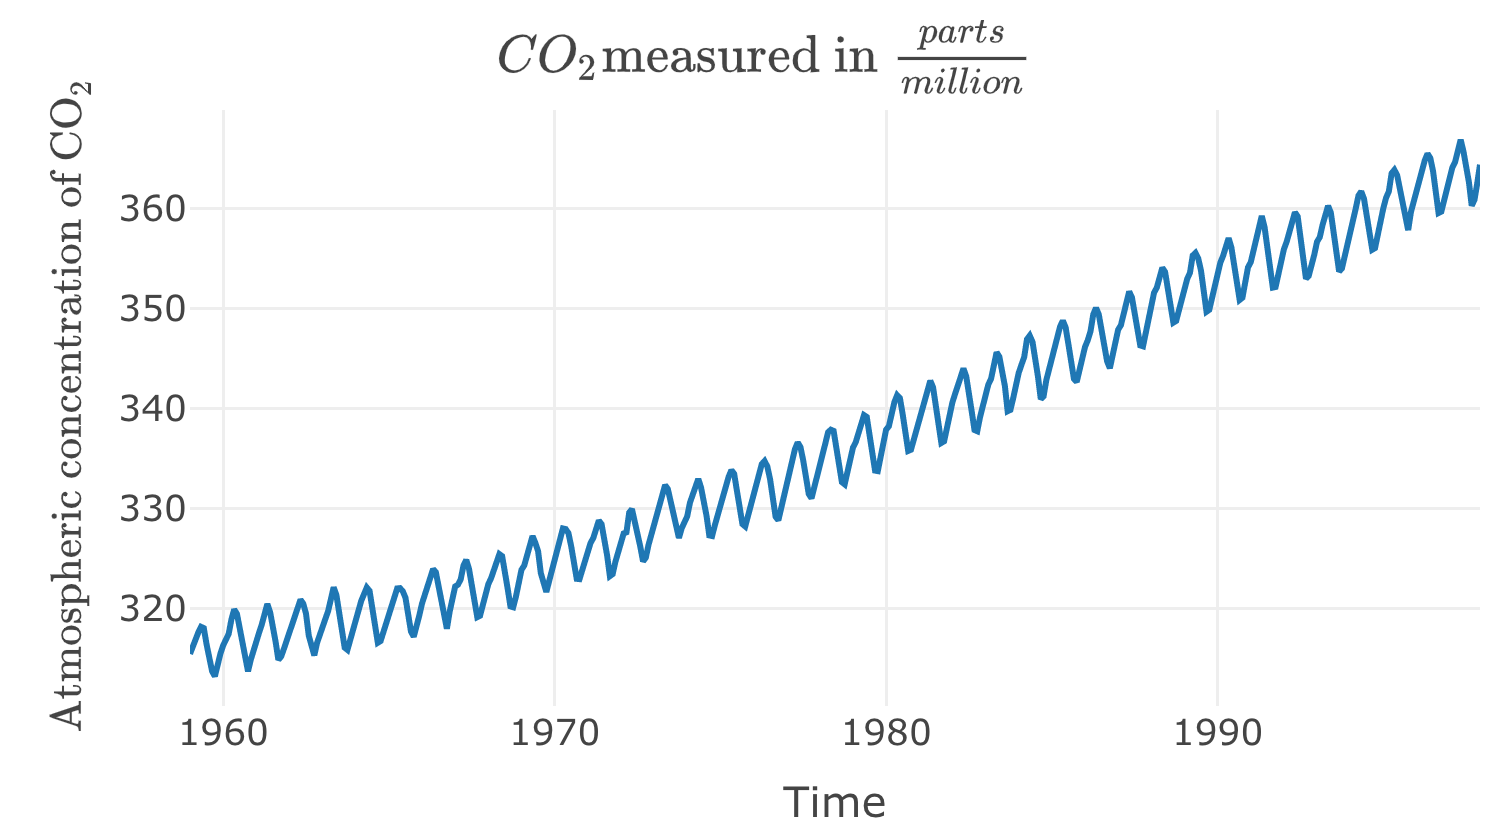 CO₂ measured in parts/million
Atmospheric concentration of CO₂
360
350
340
330
320
1960 1970 1980 1990
Time